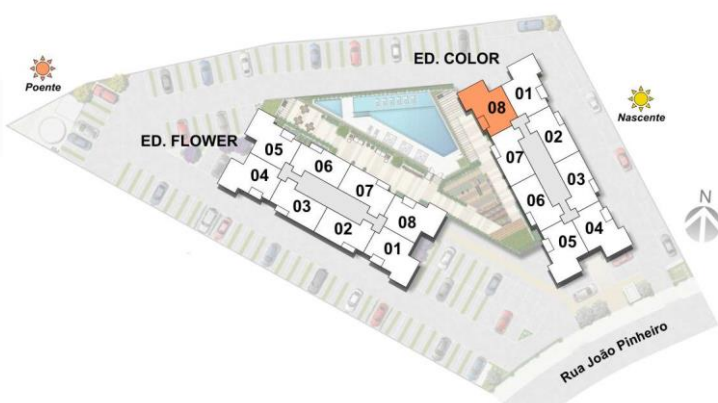 ED. COLOR
Poente
Nascente
ED. FLOWER
08
01
02
07
03
06
04
05
05
06
04
07
03
08
02
01
N
Rua João Pinheiro